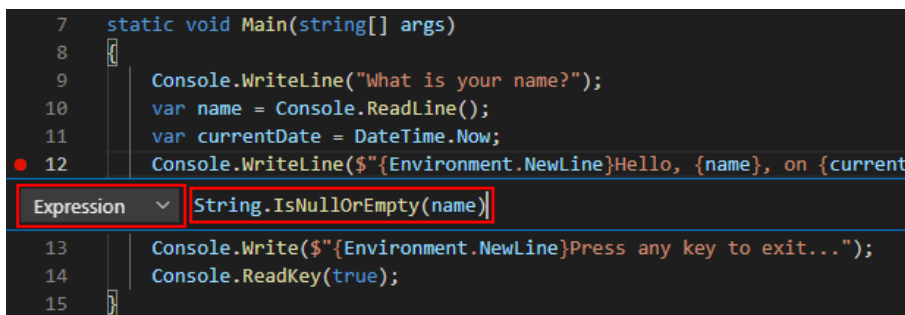 7 static void Main(string[] args)
8 {
9 Console.WriteLine("What is your name?");
10 var name = Console.ReadLine();
11 var currentDate = DateTime.Now;
12 Console.WriteLine($"{Environment.NewLine}Hello, {name}, on {current
Expression String.IsNullOrEmpty(name)
13 Console.Write($"{Environment.NewLine}Press any key to exit...");
14 Console.ReadKey(true);
15 }